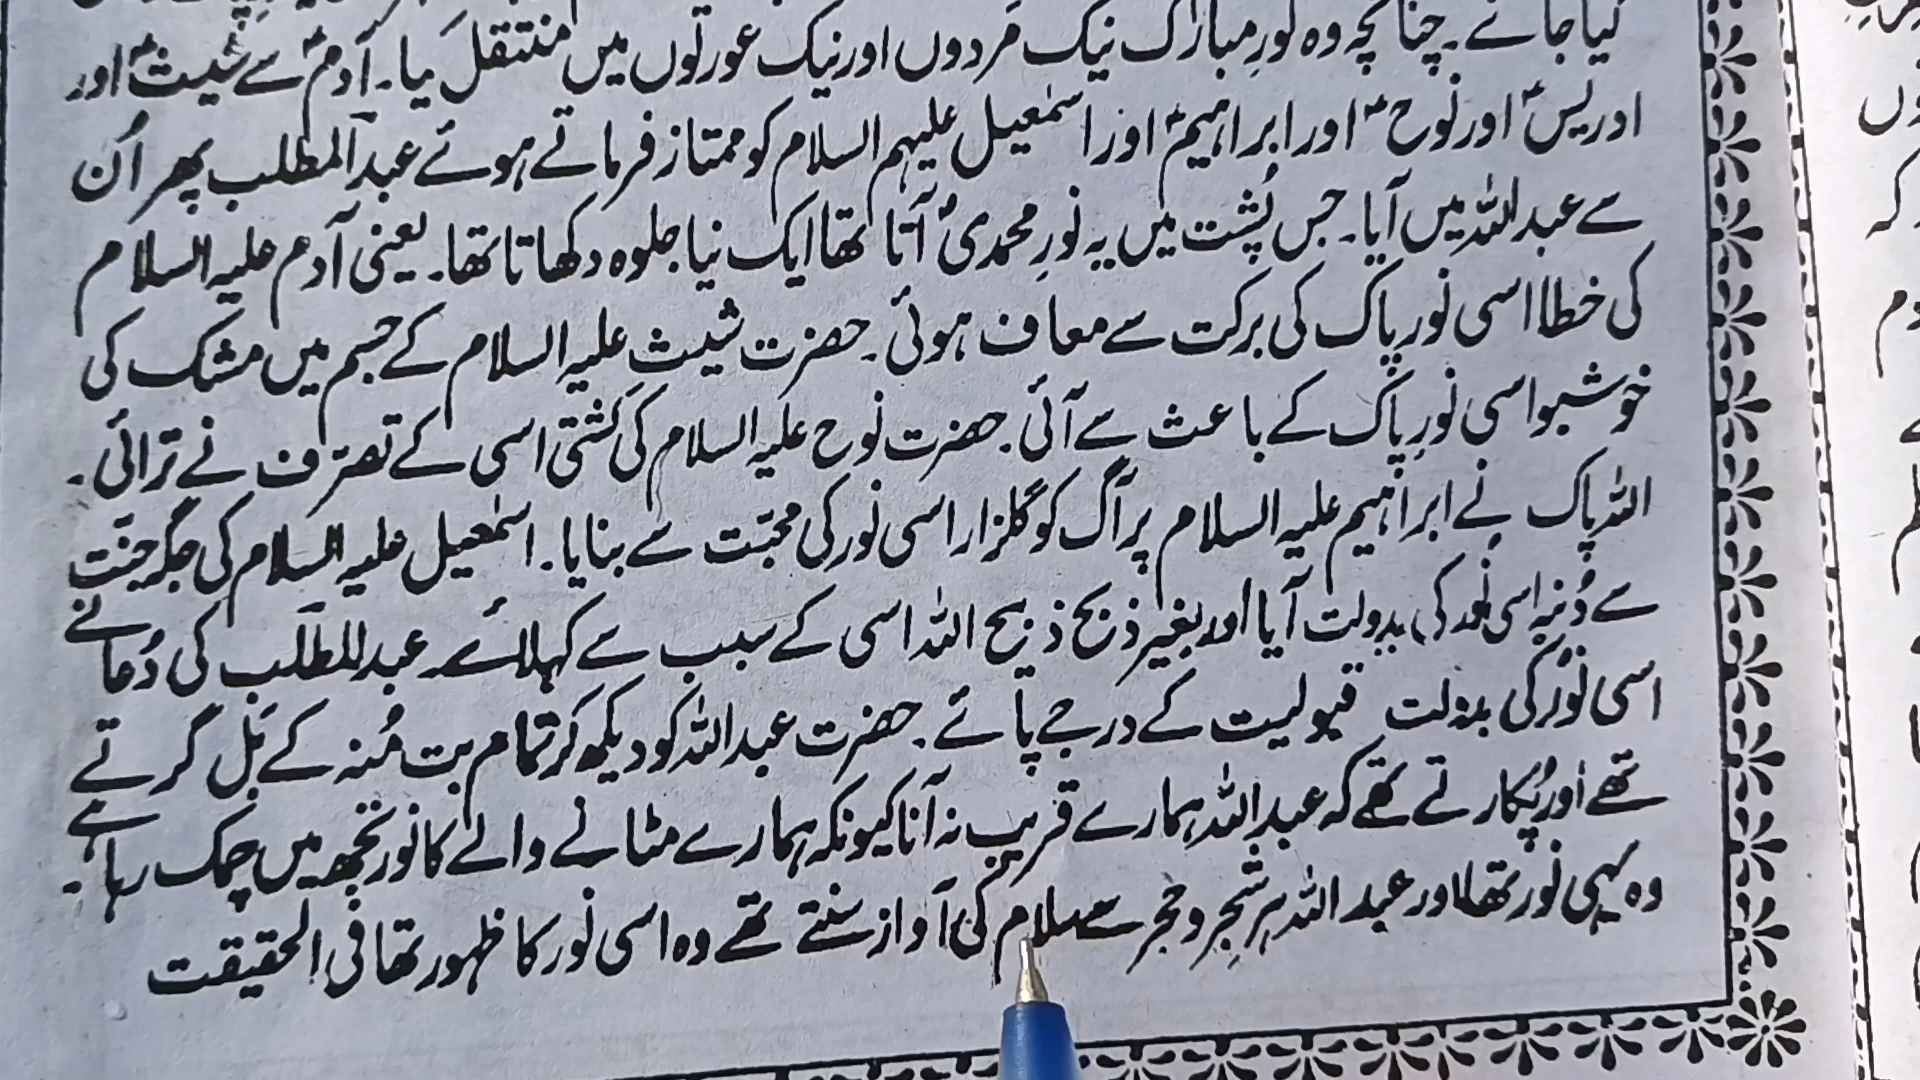 کیا جائے۔ چنانچہ وہ نورِ مبارک نیک مَردوں اور نیک عورتوں میں منتقل کیا۔ آدمؑ سے شیثؑ اور
ادریسؑ اور نوحؑ اور ابراہیمؑ اور اسمٰعیل علیہم السلام کو ممتاز فرماتے ہوئے عبدالمطلب پھر اُن
سے عبداللہ میں آیا۔ جس پُشت میں یہ نورِ محمدیؐ آتا تھا ایک نیا جلوہ دکھاتا تھا۔ یعنی آدم علیہ السلام
کی خطا اسی نورِ پاک کی برکت سے معاف ہوئی۔ حضرت شیث علیہ السلام کے جسم میں مشک کی
خوشبو اسی نورِ پاک کے باعث سے آئی۔ حضرت نوح علیہ السلام کی کشتی اسی کے تصرّف نے ترائی۔
اللہ پاک نے ابراہیم علیہ السلام پر آگ کو گلزار اسی نور کی محبّت سے بنایا۔ اسمٰعیل علیہ السلام کی جگہ جنّت
سے دُنبہ اسی نور کی بدولت آیا اور بغیر ذبح ذبیح اللہ اسی کے سبب سے کہلائے۔ عبدالمطلب کی دُعا نے
اسی نور کی بدولت قبولیت کے درجے پائے۔ حضرت عبداللہ کو دیکھ کر تمام بت مُنہ کے بَل گرتے
تھے اور پُکارتے تھے کہ عبداللہ ہمارے قریب نہ آنا کیونکہ ہمارے مٹانے والے کا نور تجھ میں چمک رہا ہے۔
وہ یہی نور تھا اور عبداللہ ہر شجر و حجر سے سلام کی آواز سنتے تھے وہ اسی نور کا ظہور تھا فی الحقیقت